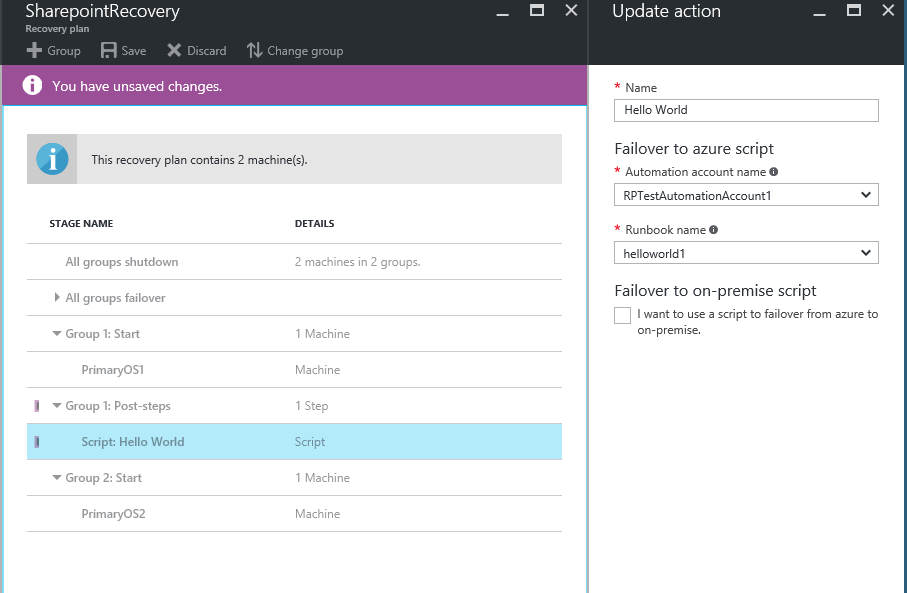 SharepointRecovery
Recovery plan
Group
Save
Discard
Change group
You have unsaved changes.
This recovery plan contains 2 machine(s).
STAGE NAME DETAILS
All groups shutdown 2 machines in 2 groups.
All groups failover
Group 1: Start 1 Machine
PrimaryOS1 Machine
Group 1: Post-steps 1 Step
Script: Hello World Script
Group 2: Start 1 Machine
PrimaryOS2 Machine
Update action
* Name
Hello World
Failover to azure script
* Automation account name
RPTestAutomationAccount1
* Runbook name
helloworld1
Failover to on-premise script
I want to use a script to failover from azure to
on-premise.